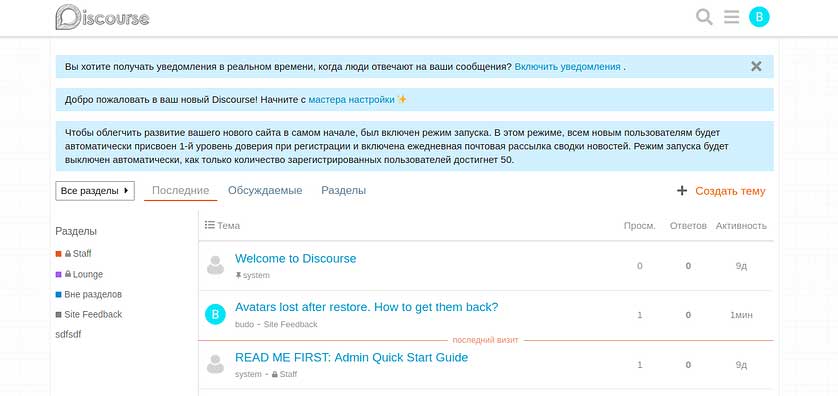 Discourse
B
Вы хотите получать уведомления в реальном времени, когда люди отвечают на ваши сообщения? Включить уведомления .
Добро пожаловать в ваш новый Discourse! Начните с мастера настройки ✨
Чтобы облегчить развитие вашего нового сайта в самом начале, был включен режим запуска. В этом режиме, всем новым пользователям будет
автоматически присвоен 1-й уровень доверия при регистрации и включена ежедневная почтовая рассылка сводки новостей. Режим запуска будет
выключен автоматически, как только количество зарегистрированных пользователей достигнет 50.
Все разделы Последние Обсуждаемые Разделы + Создать тему
Разделы
Staff
Lounge
Вне разделов
Site Feedback
sdfsdf
Тема Просм. Ответов Активность
Welcome to Discourse 0 0 9д
system
B Avatars lost after restore. How to get them back? 1 0 1мин
budo - Site Feedback
последний визит
READ ME FIRST: Admin Quick Start Guide 1 0 9д
system - Staff